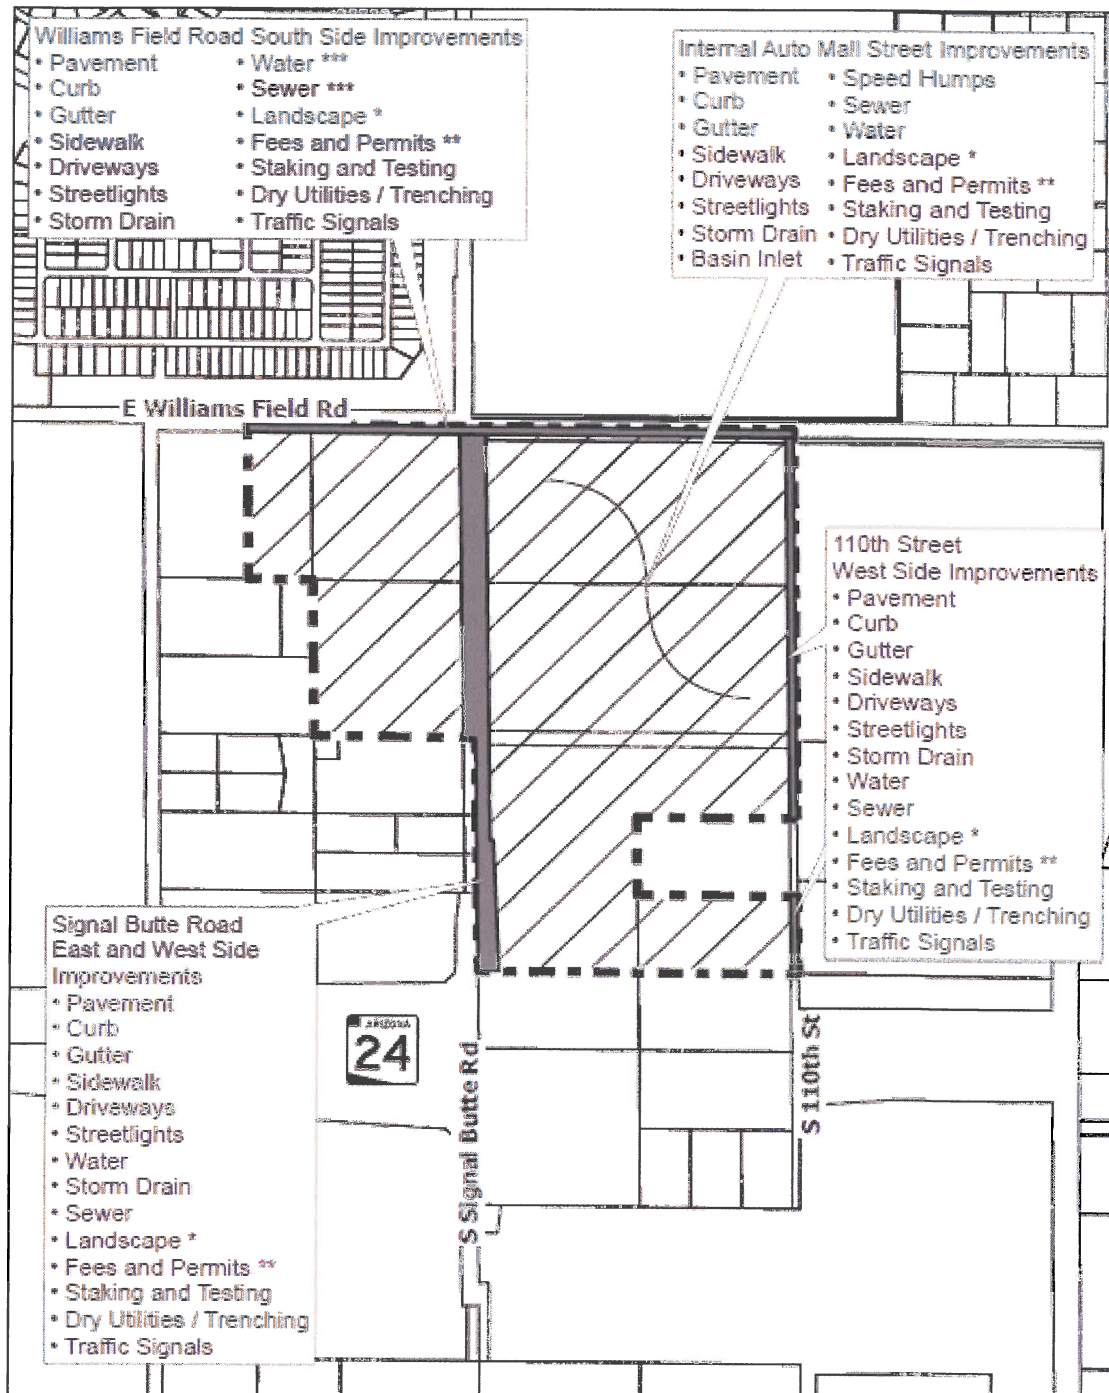 Williams Field Road South Side Improvements
• Pavement
• Curb
• Gutter
• Sidewalk
• Driveways
• Streetlights
• Storm Drain
• Water ***
• Sewer ***
• Landscape *
• Fees and Permits **
• Staking and Testing
• Dry Utilities / Trenching
• Traffic Signals
Internal Auto Mall Street Improvements
• Pavement
• Curb
• Gutter
• Sidewalk
• Driveways
• Streetlights
• Storm Drain
• Basin Inlet
• Speed Humps
• Sewer
• Water
• Landscape *
• Fees and Permits **
• Staking and Testing
• Dry Utilities / Trenching
• Traffic Signals
E Williams Field Rd
110th Street
West Side Improvements
• Pavement
• Curb
• Gutter
• Sidewalk
• Driveways
• Streetlights
• Storm Drain
• Water
• Sewer
• Landscape *
• Fees and Permits **
• Staking and Testing
• Dry Utilities / Trenching
• Traffic Signals
Signal Butte Road
East and West Side
Improvements
• Pavement
• Curb
• Gutter
• Sidewalk
• Driveways
• Streetlights
• Water
• Storm Drain
• Sewer
• Landscape *
• Fees and Permits **
• Staking and Testing
• Dry Utilities / Trenching
• Traffic Signals
ARIZONA
24
S Signal Butte Rd
S 110th St